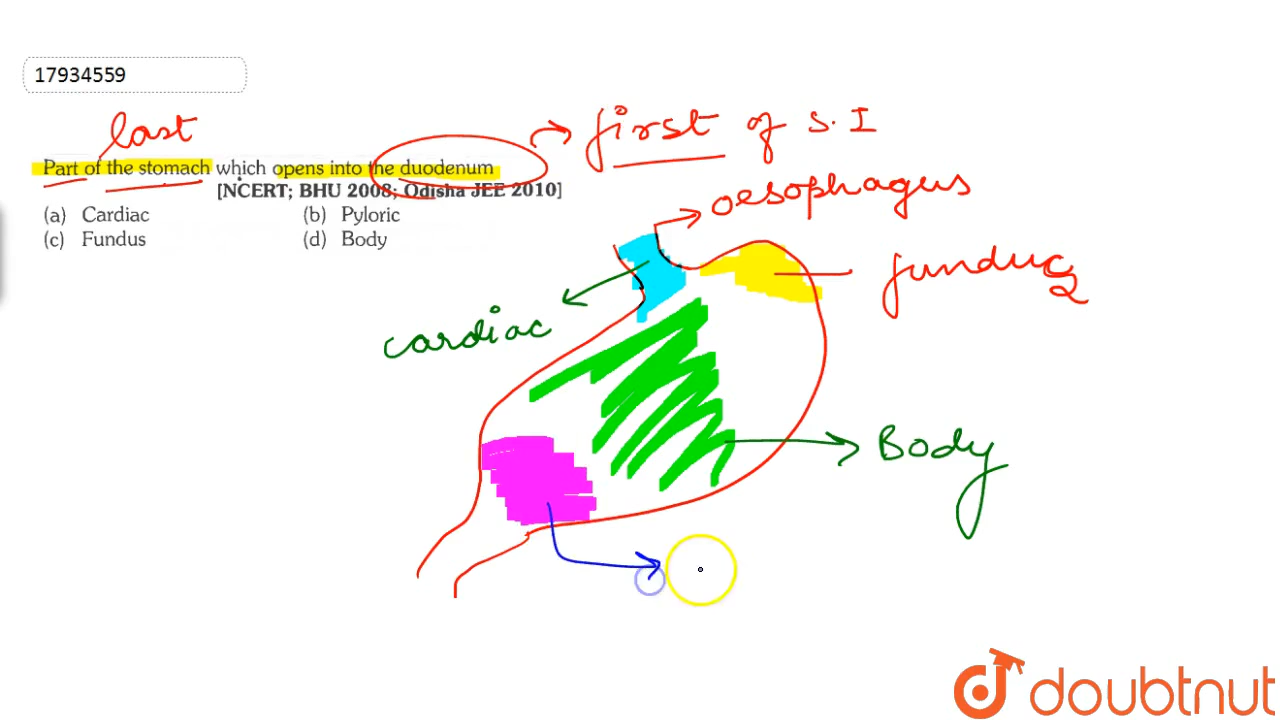 17934559
last
first of S.I
Part of the stomach which opens into the duodenum
[NCERT; BHU 2008; Odisha JEE 2010]
oesophagus
(a) Cardiac (b) Pyloric
(c) Fundus (d) Body
fundus
cardiac
Body
doubtnut